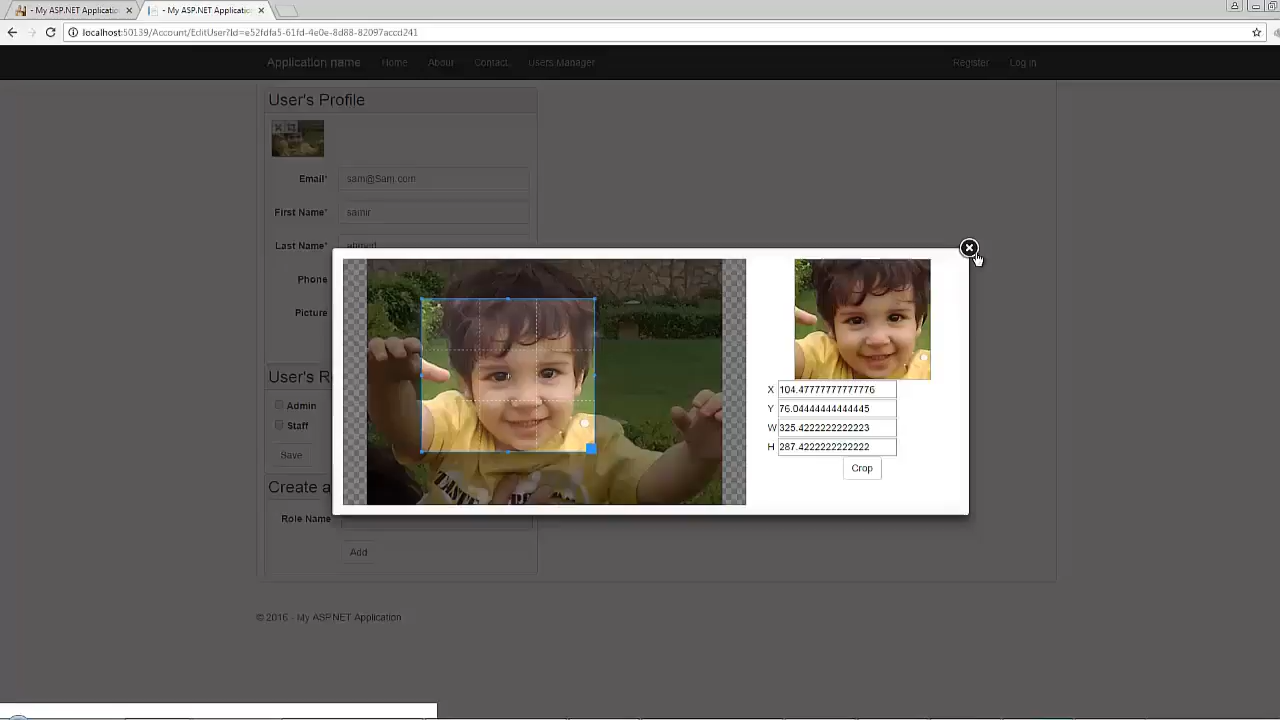 - My ASP.NET Applicatio
- My ASP.NET Applicatio
localhost:50139/Account/EditUser?Id=e52fdfa5-61fd-4e0e-8d88-82097accd241
Application name Home About Contact Users Manager Register Log in
User's Profile
Email* sam@Sam.com
First Name* samir
Last Name* ahmed
Phone
Picture
X 104.47777777777776
Y 76.04444444444445
W 325.4222222222223
H 287.4222222222222
Crop
User's R
Admin
Staff
Save
Create a
Role Name
Add
© 2016 - My ASP.NET Application